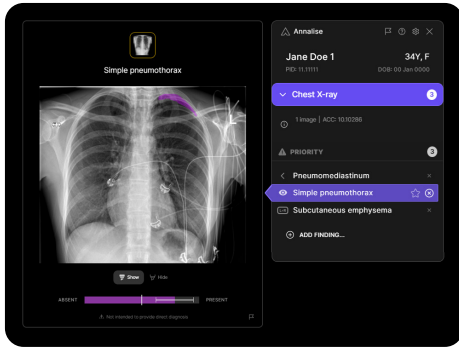 Simple pneumothorax
Show
Hide
ABSENT
PRESENT
Not intended to provide direct diagnosis
Annalise
Jane Doe 1
34Y, F
PID: 11.11111
DOB: 00 Jan 0000
Chest X-ray
3
1 image | ACC: 10.10286
PRIORITY
3
Pneumomediastinum
Simple pneumothorax
Subcutaneous emphysema
ADD FINDING...